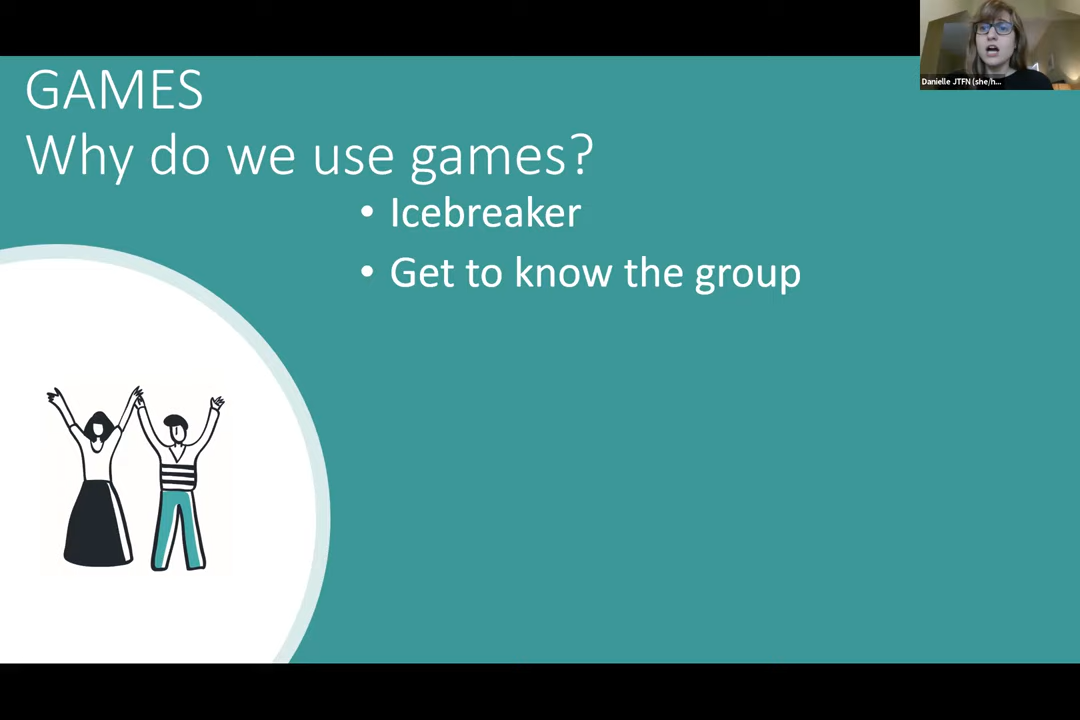 GAMES
Why do we use games?
• Icebreaker
• Get to know the group
Danielle JTFN (she/h...